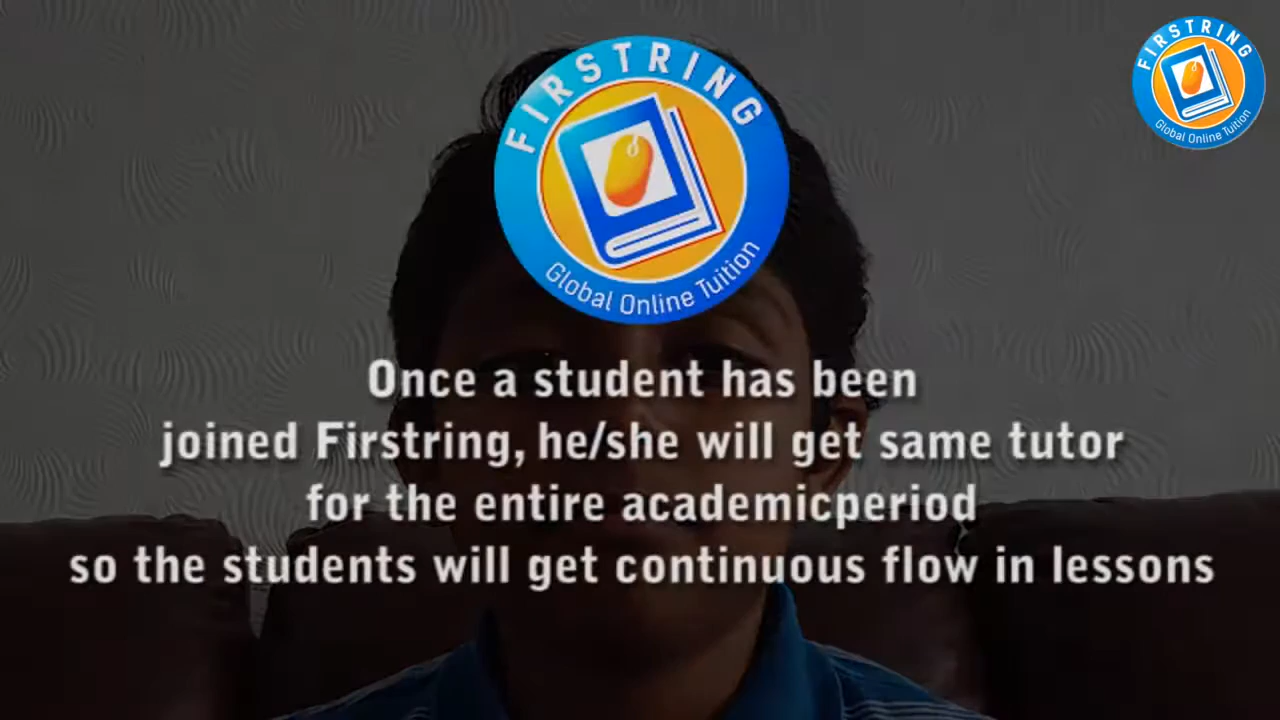 FIRSTRING
Global Online Tuition
FIRSTRING
Global Online Tuition
Once a student has been
joined Firstring, he/she will get same tutor
for the entire academicperiod
so the students will get continuous flow in lessons